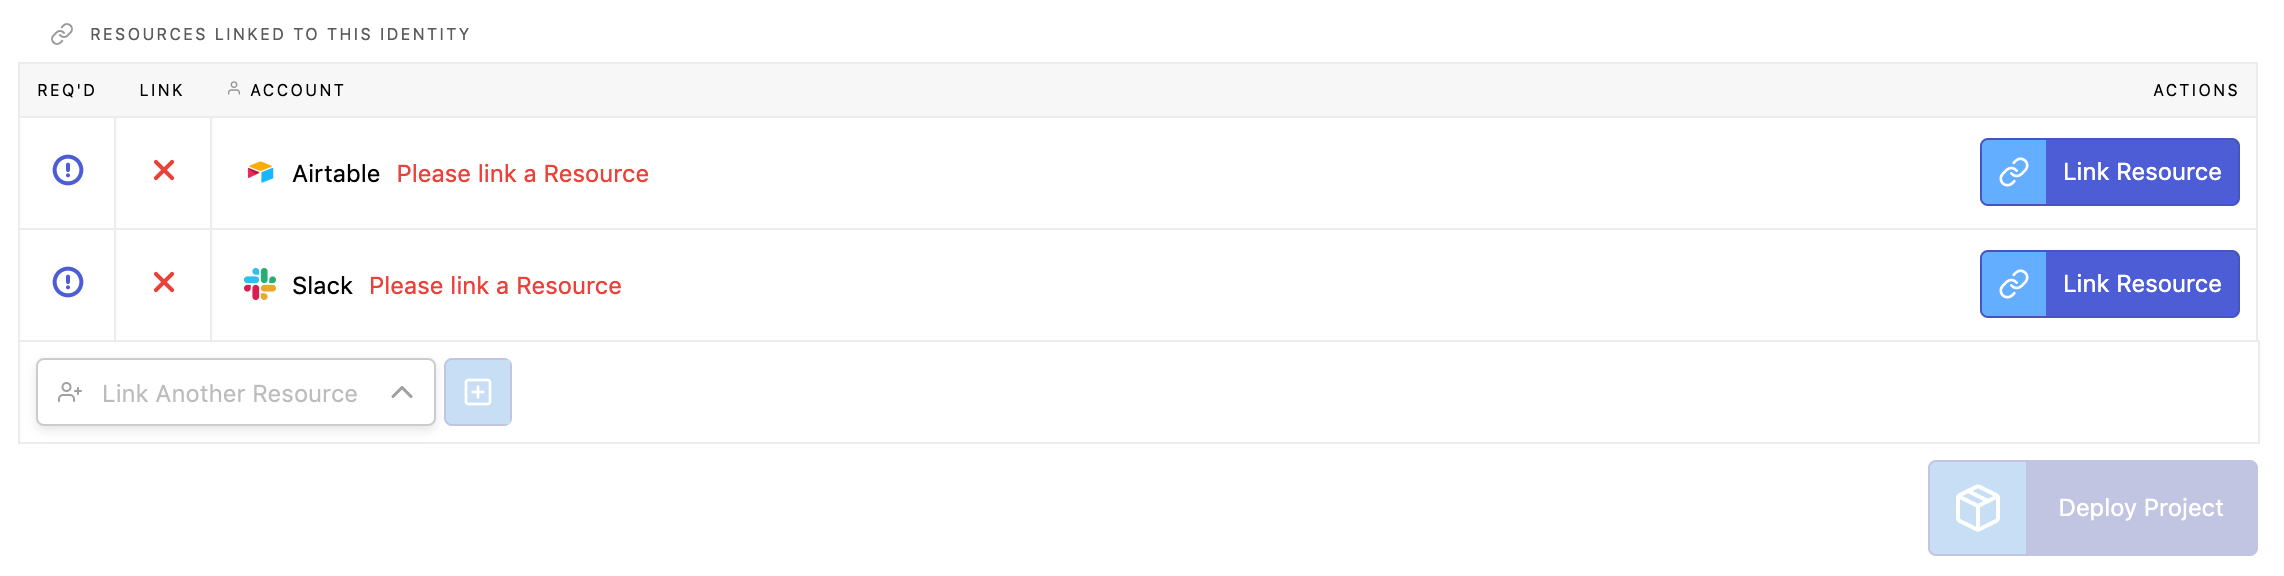 RESOURCES LINKED TO THIS IDENTITY
REQ'D LINK ACCOUNT ACTIONS
Airtable Please link a Resource Link Resource
Slack Please link a Resource Link Resource
Link Another Resource
Deploy Project